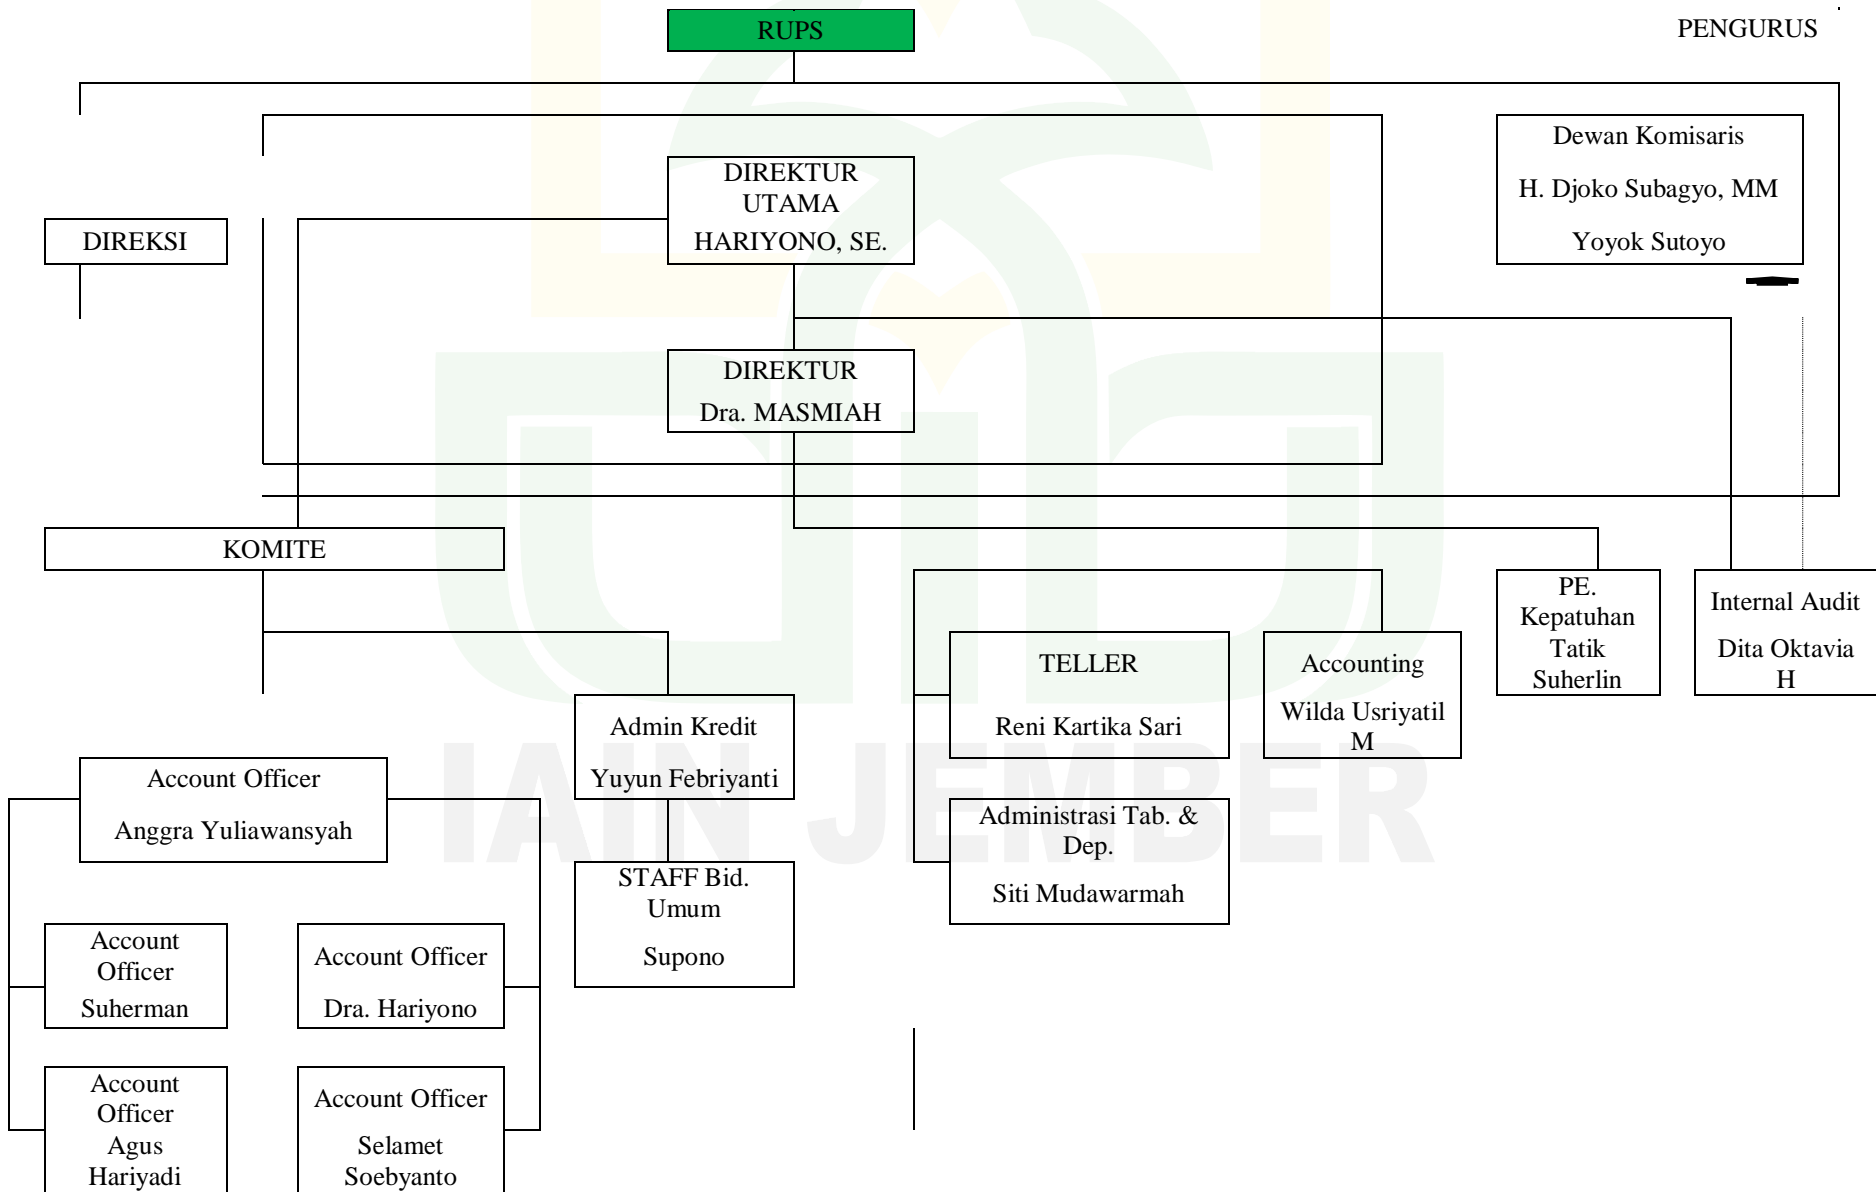 RUPS
PENGURUS
Dewan Komisaris
H. Djoko Subagyo, MM
Yoyok Sutoyo
DIREKTUR
UTAMA
HARIYONO, SE.
DIREKSI
DIREKTUR
Dra. MASMIAH
KOMITE
PE.
Kepatuhan
Tatik
Suherlin
Internal Audit
Dita Oktavia
H
TELLER
Reni Kartika Sari
Accounting
Wilda Usriyatil
M
Admin Kredit
Yuyun Febriyanti
Account Officer
Anggra Yuliawansyah
Administrasi Tab. &
Dep.
Siti Mudawarmah
STAFF Bid.
Umum
Supono
Account
Officer
Suherman
Account Officer
Dra. Hariyono
Account
Officer
Agus
Hariyadi
Account Officer
Selamet
Soebyanto
IAIN JEMBER